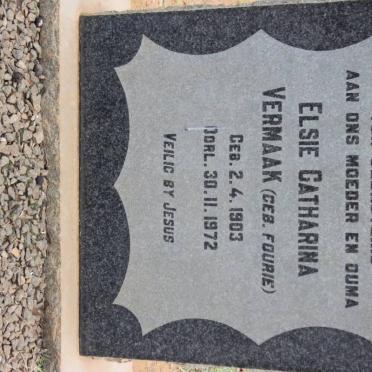 AAN ONS MOEDER EN OUMA
ELSIE CATHARINA
VERMAAK (GEB. FOURIE)
GEB. 2.4.1903
OORL. 30.11.1972
VEILIG BY JESUS